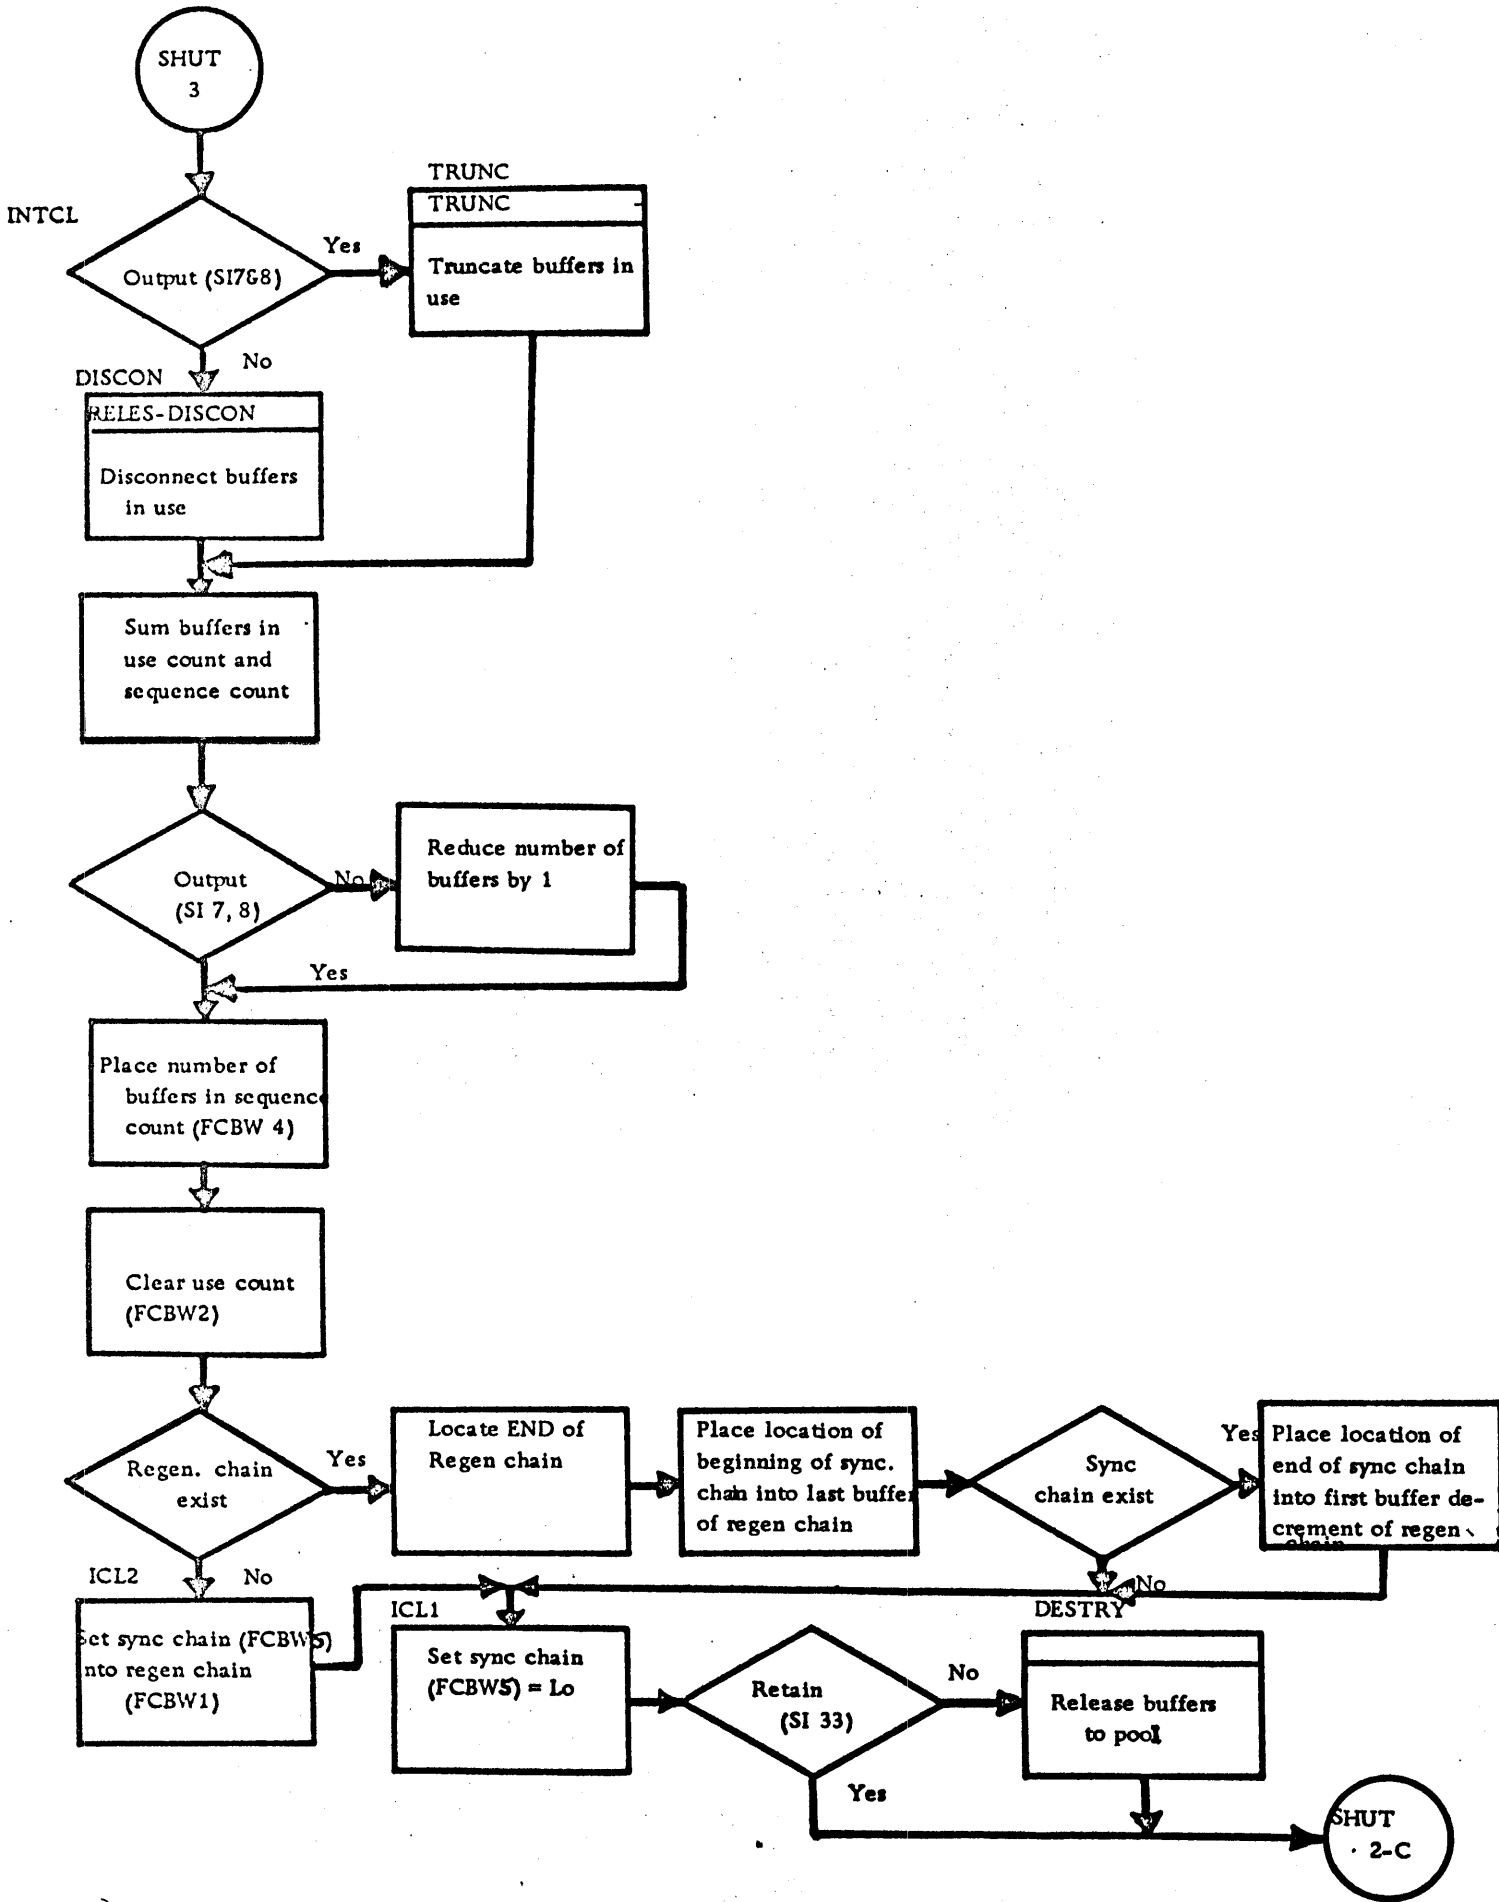 SHUT
3
INTCL
Output (SI7&8)
Yes
TRUNC
TRUNC
Truncate buffers in
use
No
DISCON
RELES-DISCON
Disconnect buffers
in use
Sum buffers in
use count and
sequence count
Output
(SI 7, 8)
No
Reduce number of
buffers by 1
Yes
Place number of
buffers in sequence
count (FCBW 4)
Clear use count
(FCBW2)
Regen. chain
exist
Yes
Locate END of
Regen chain
Place location of
beginning of sync.
chain into last buffer
of regen chain
Sync
chain exist
Yes
Place location of
end of sync chain
into first buffer de-
crement of regen
chain
No
ICL2
No
Set sync chain (FCBW5)
into regen chain
(FCBW1)
ICL1
Set sync chain
(FCBW5) = Lo
Retain
(SI 33)
No
DESTRY
Release buffers
to pool
Yes
SHUT
2-C